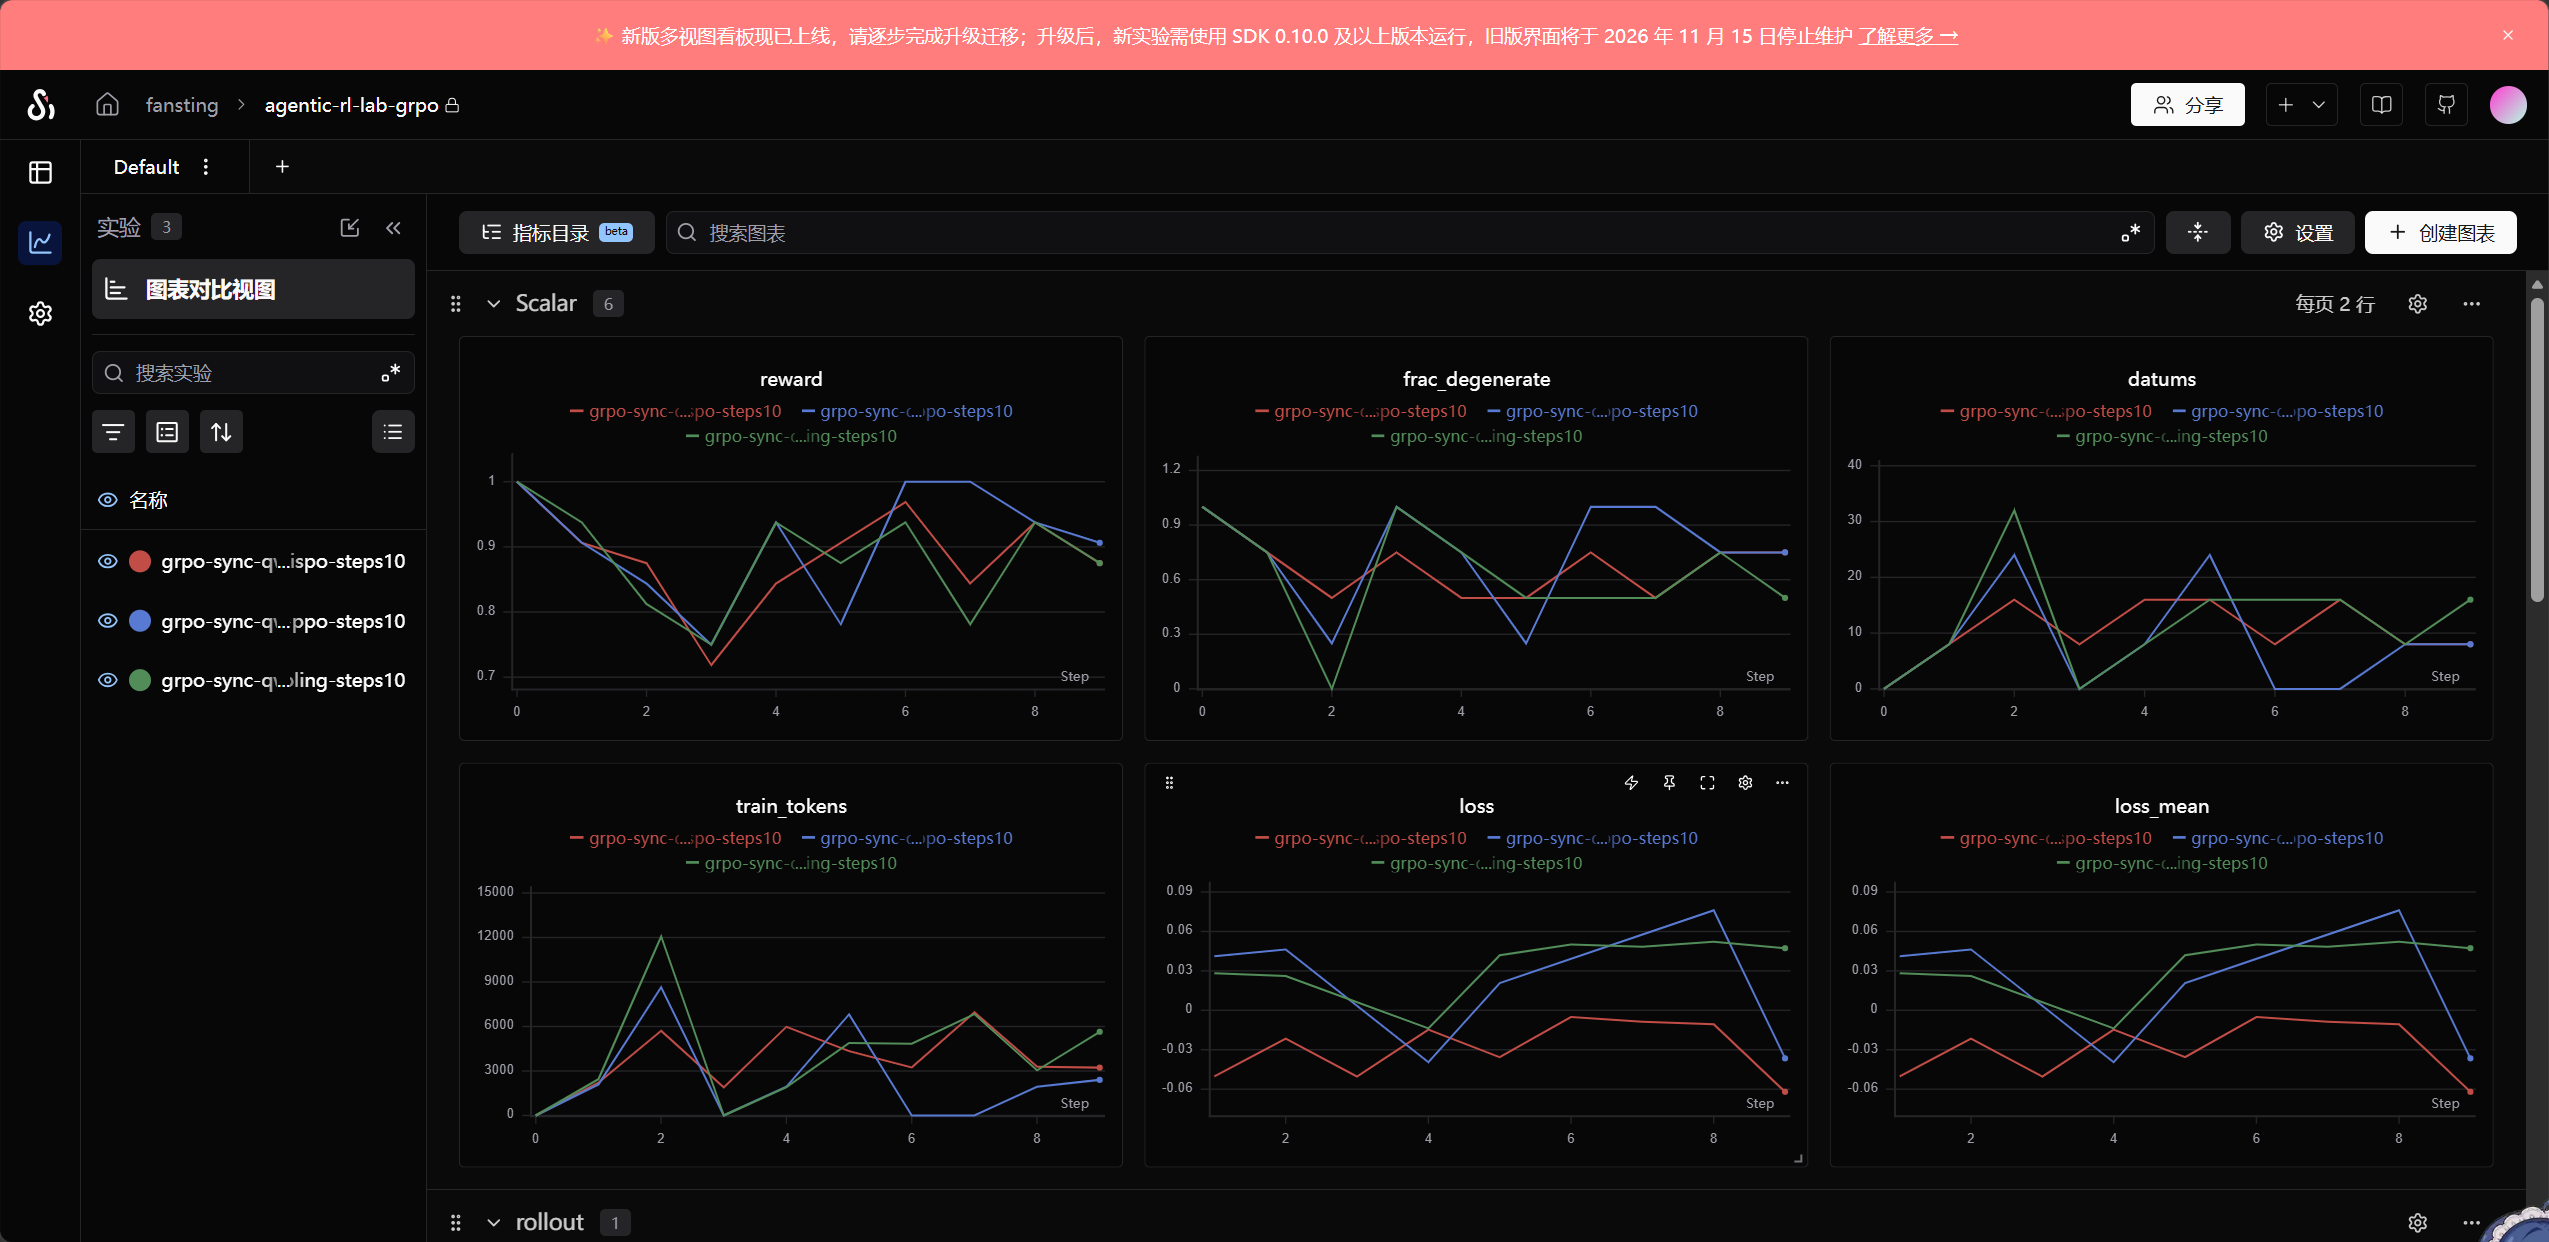 ✨ 新版多视图看板现已上线，请逐步完成升级迁移；升级后，新实验需使用 SDK 0.10.0 及以上版本运行，旧版界面将于 2026 年 11 月 15 日停止维护 了解更多 →
fansting > agentic-rl-lab-grpo
分享
Default
实验 3
图表对比视图
搜索实验
名称
grpo-sync-qw...ispo-steps10
grpo-sync-qw...ppo-steps10
grpo-sync-qw...ling-steps10
指标目录 beta
搜索图表
设置
创建图表
Scalar 6
每页 2 行
reward
grpo-sync-...po-steps10 grpo-sync-...po-steps10
grpo-sync-...ing-steps10
1
0.9
0.8
0.7
Step
0 2 4 6 8
frac_degenerate
grpo-sync-...po-steps10 grpo-sync-...po-steps10
grpo-sync-...ing-steps10
1.2
0.9
0.6
0.3
0
Step
0 2 4 6 8
datums
grpo-sync-...po-steps10 grpo-sync-...po-steps10
grpo-sync-...ing-steps10
40
30
20
10
0
Step
0 2 4 6 8
train_tokens
grpo-sync-...po-steps10 grpo-sync-...po-steps10
grpo-sync-...ing-steps10
15000
12000
9000
6000
3000
0
Step
0 2 4 6 8
loss
grpo-sync-...po-steps10 grpo-sync-...po-steps10
grpo-sync-...ing-steps10
0.09
0.06
0.03
0
-0.03
-0.06
Step
2 4 6 8
loss_mean
grpo-sync-...po-steps10 grpo-sync-...po-steps10
grpo-sync-...ing-steps10
0.09
0.06
0.03
0
-0.03
-0.06
Step
2 4 6 8
rollout 1